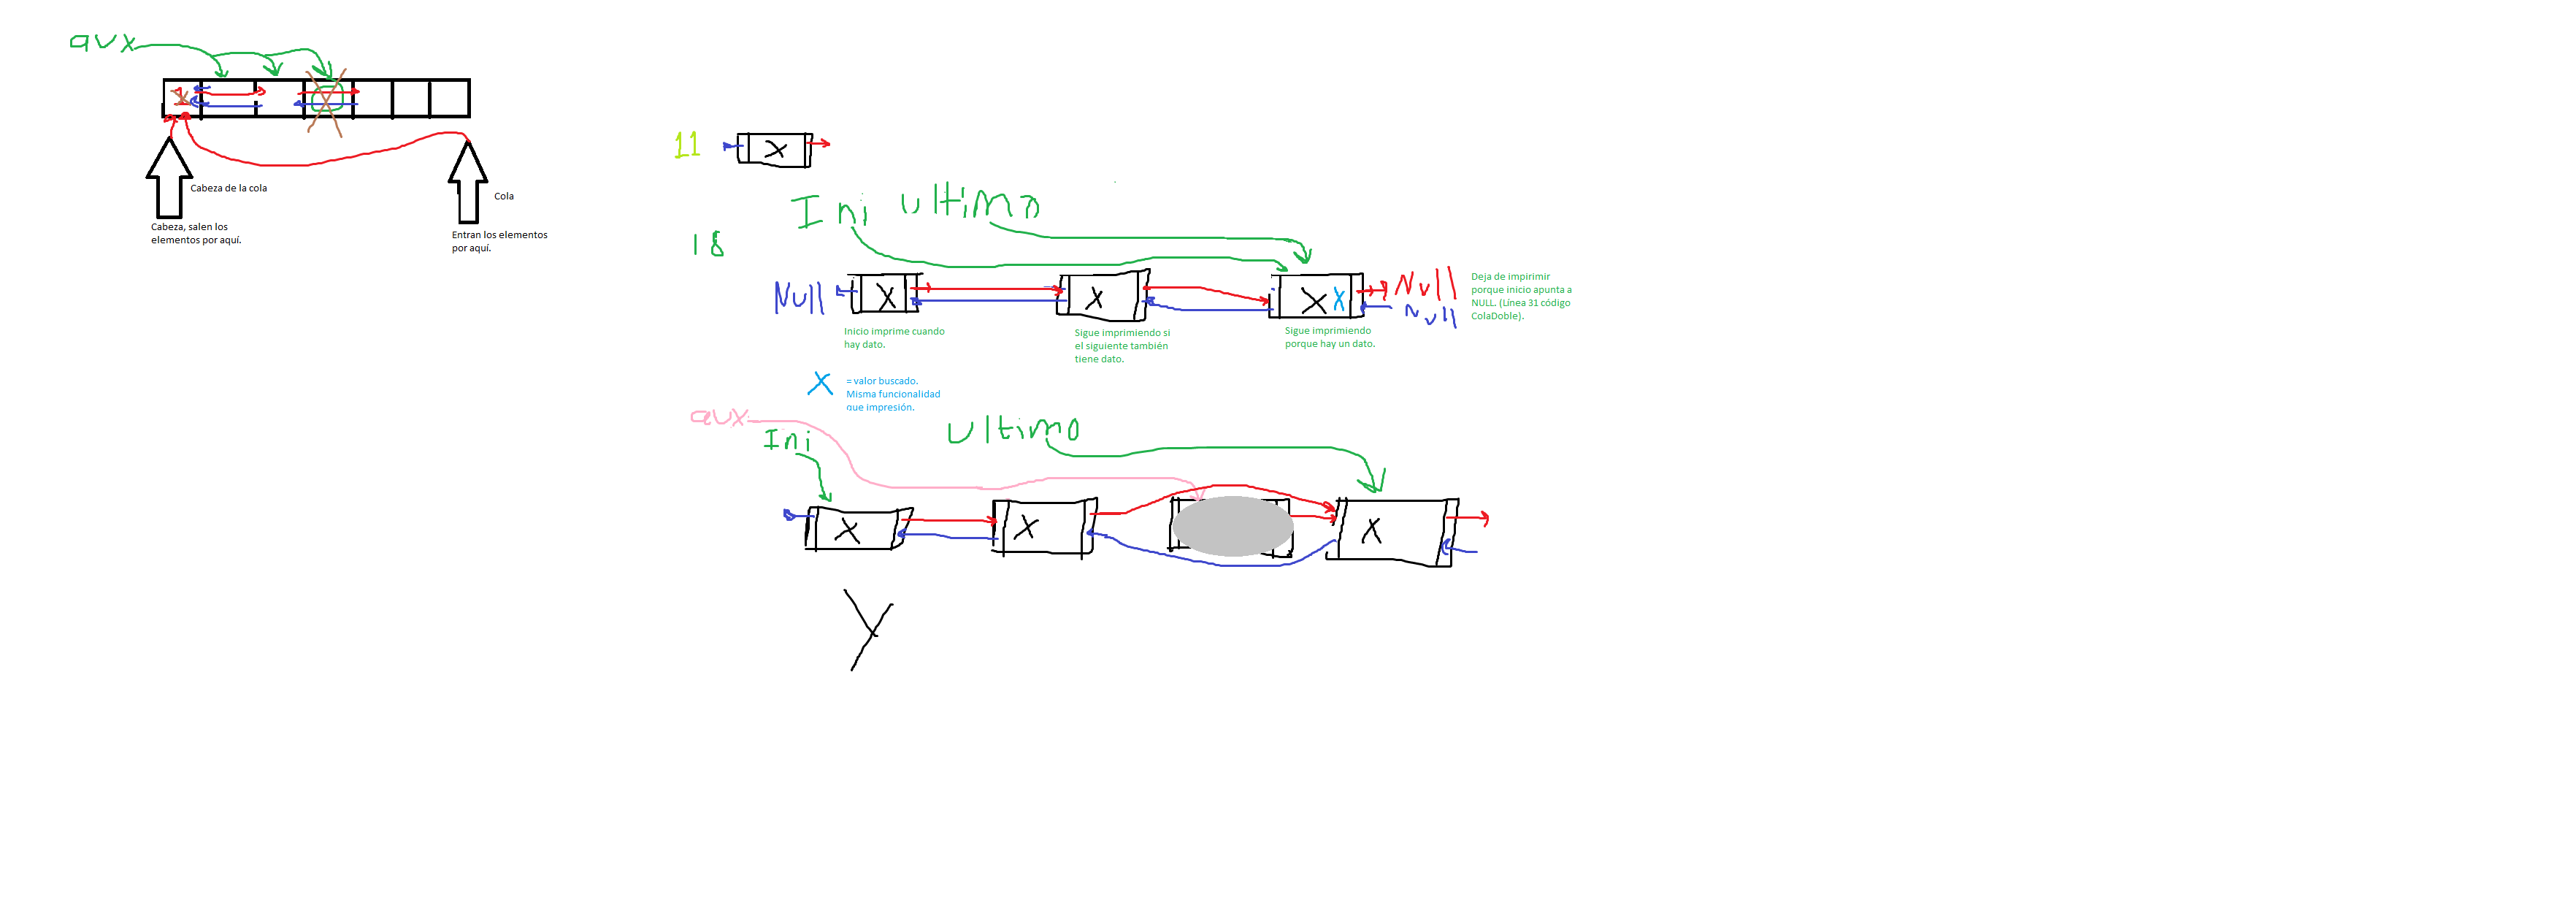 aux
Cabeza de la cola
Cabeza, salen los
elementos por aquí.
Cola
Entran los elementos
por aquí.
11
X
Ini ultimo
18
Null
X
X
X X
Null
Null
Deja de impirimir
porque inicio apunta a
NULL. (Línea 31 código
ColaDoble).
Inicio imprime cuando
hay dato.
Sigue imprimiendo si
el siguiente también
tiene dato.
Sigue imprimiendo
porque hay un dato.
X
= valor buscado.
Misma funcionalidad
que impresión.
aux
Ini
Ultimo
X
X
X
Y